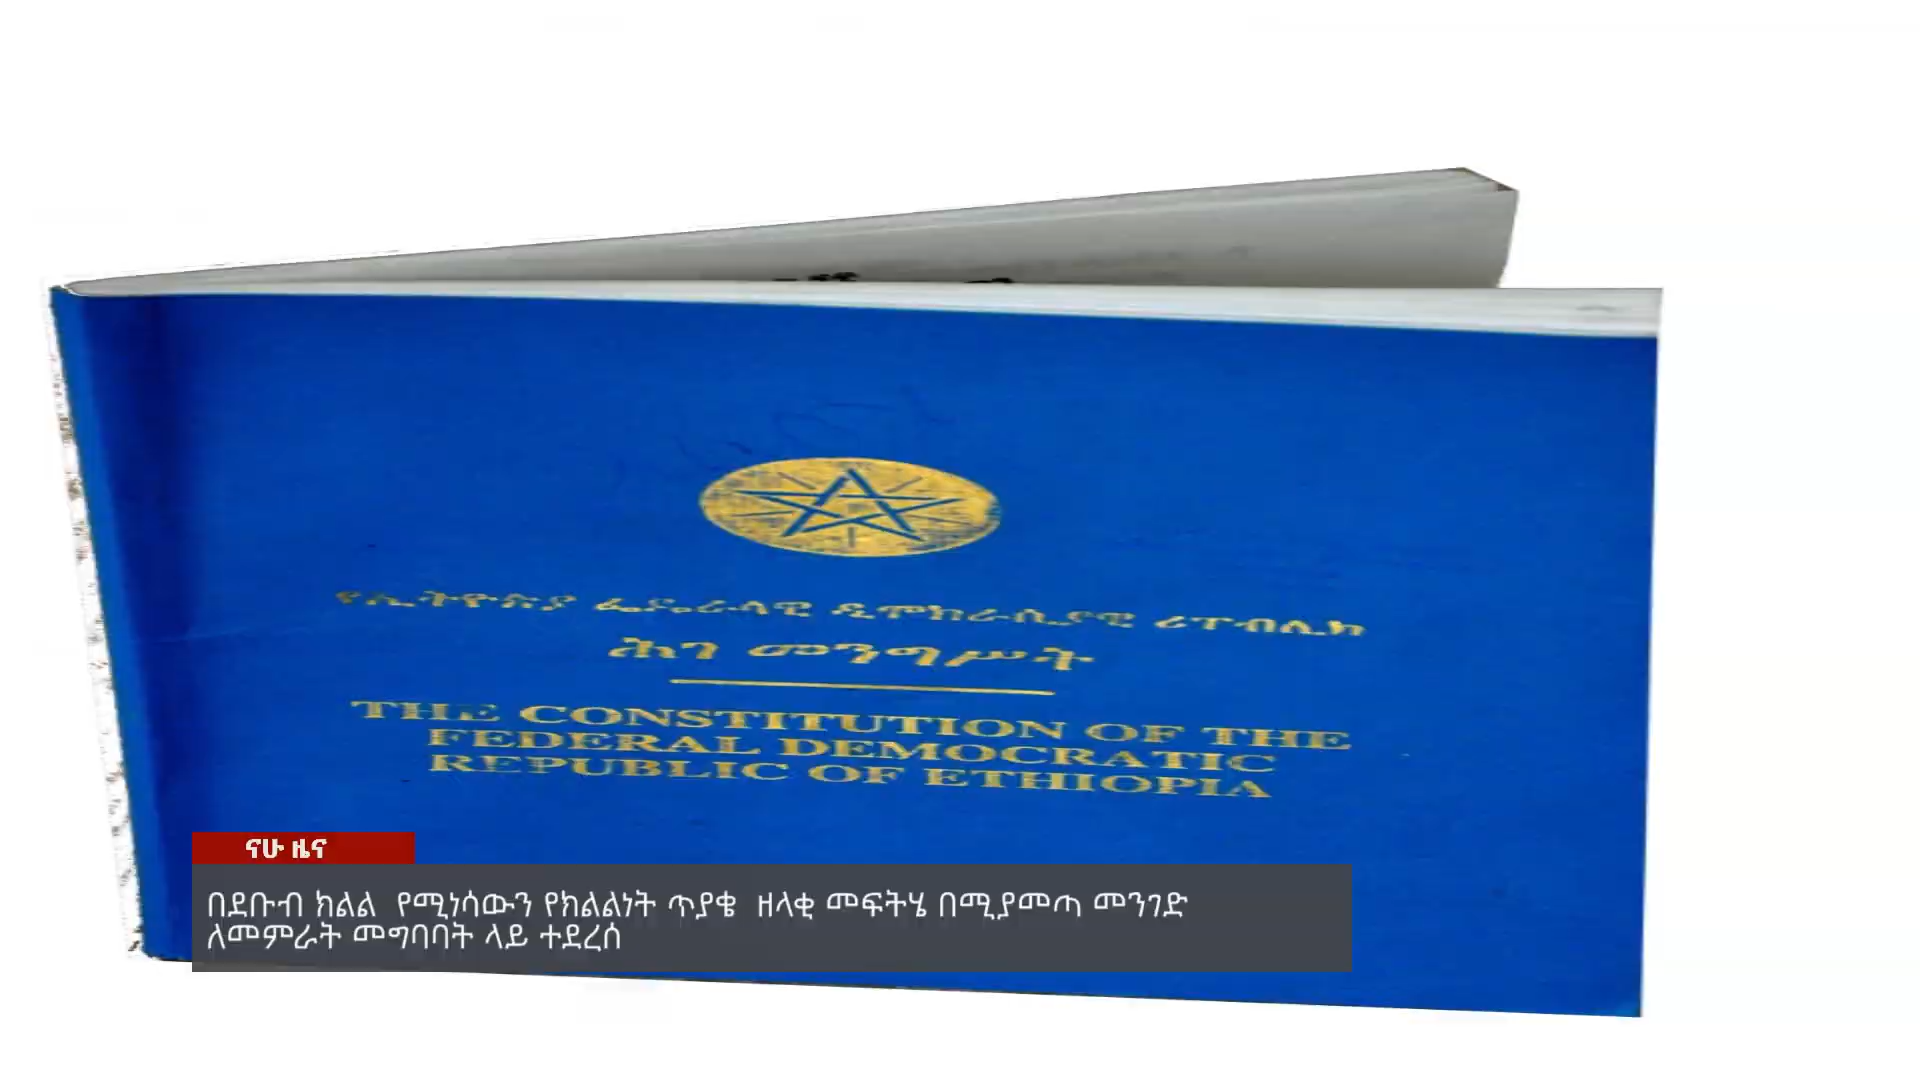 የኢትዮጵያ ፌዴራላዊ ዲሞክራሲያዊ ሪፐብሊክ
ሕገ መንግሥት
THE CONSTITUTION OF THE
FEDERAL DEMOCRATIC
REPUBLIC OF ETHIOPIA
ናሁ ዜና
በደቡብ ክልል የሚነሳውን የክልልነት ጥያቄ ዘላቂ መፍትሄ በሚያመጣ መንገድ
ለመምራት መግባባት ላይ ተደረሰ